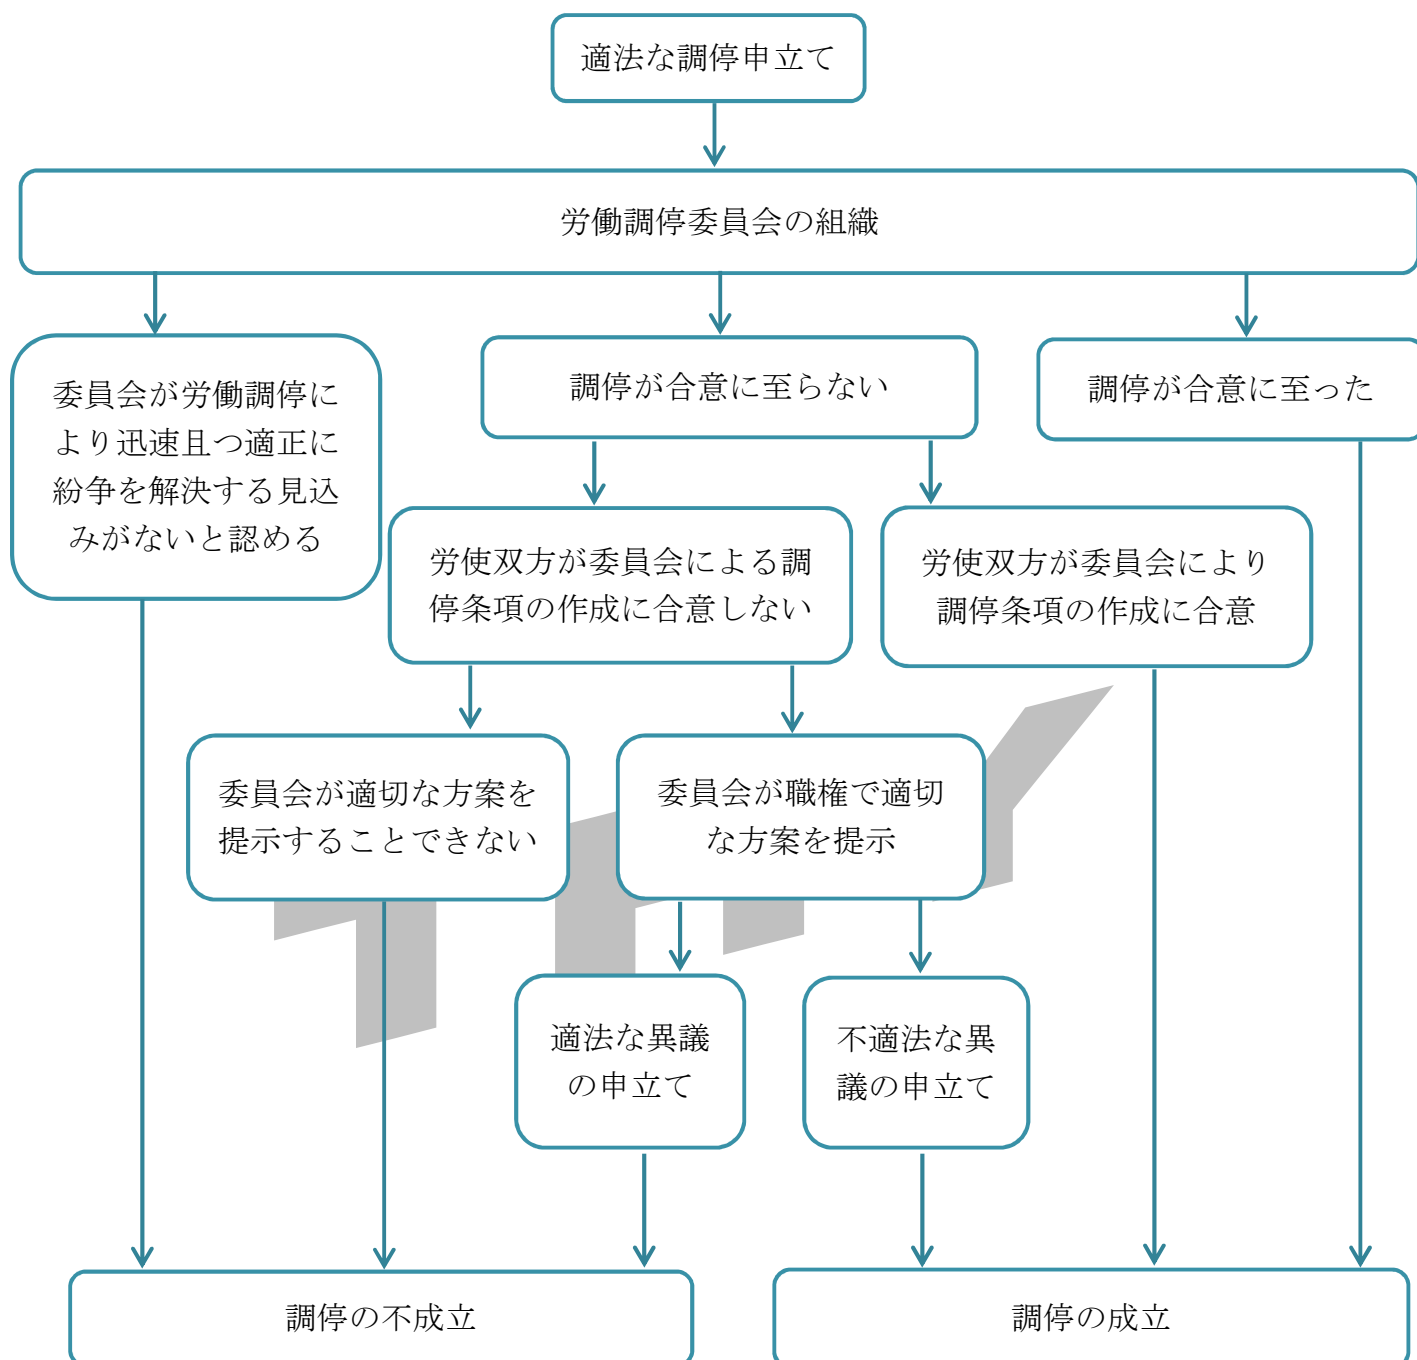 適法な調停申立て
労働調停委員会の組織
委員会が労働調停に
より迅速且つ適正に
紛争を解決する見込
みがないと認める
調停が合意に至らない
調停が合意に至った
労使双方が委員会による調
停条項の作成に合意しない
労使双方が委員会により
調停条項の作成に合意
委員会が適切な方案を
提示することできない
委員会が職権で適切
な方案を提示
適法な異議
の申立て
不適法な異
議の申立て
調停の不成立
調停の成立